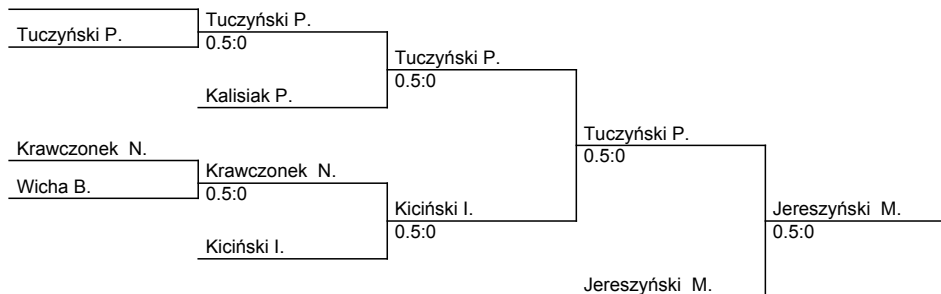 Tuczyński P.
Tuczyński P.
0.5:0
Tuczyński P.
0.5:0
Kalisiak P.
Tuczyński P.
0.5:0
Krawczonek N.
Krawczonek N.
0.5:0
Wicha B.
Kiciński I.
0.5:0
Jereszyński M.
0.5:0
Kiciński I.
Jereszyński M.